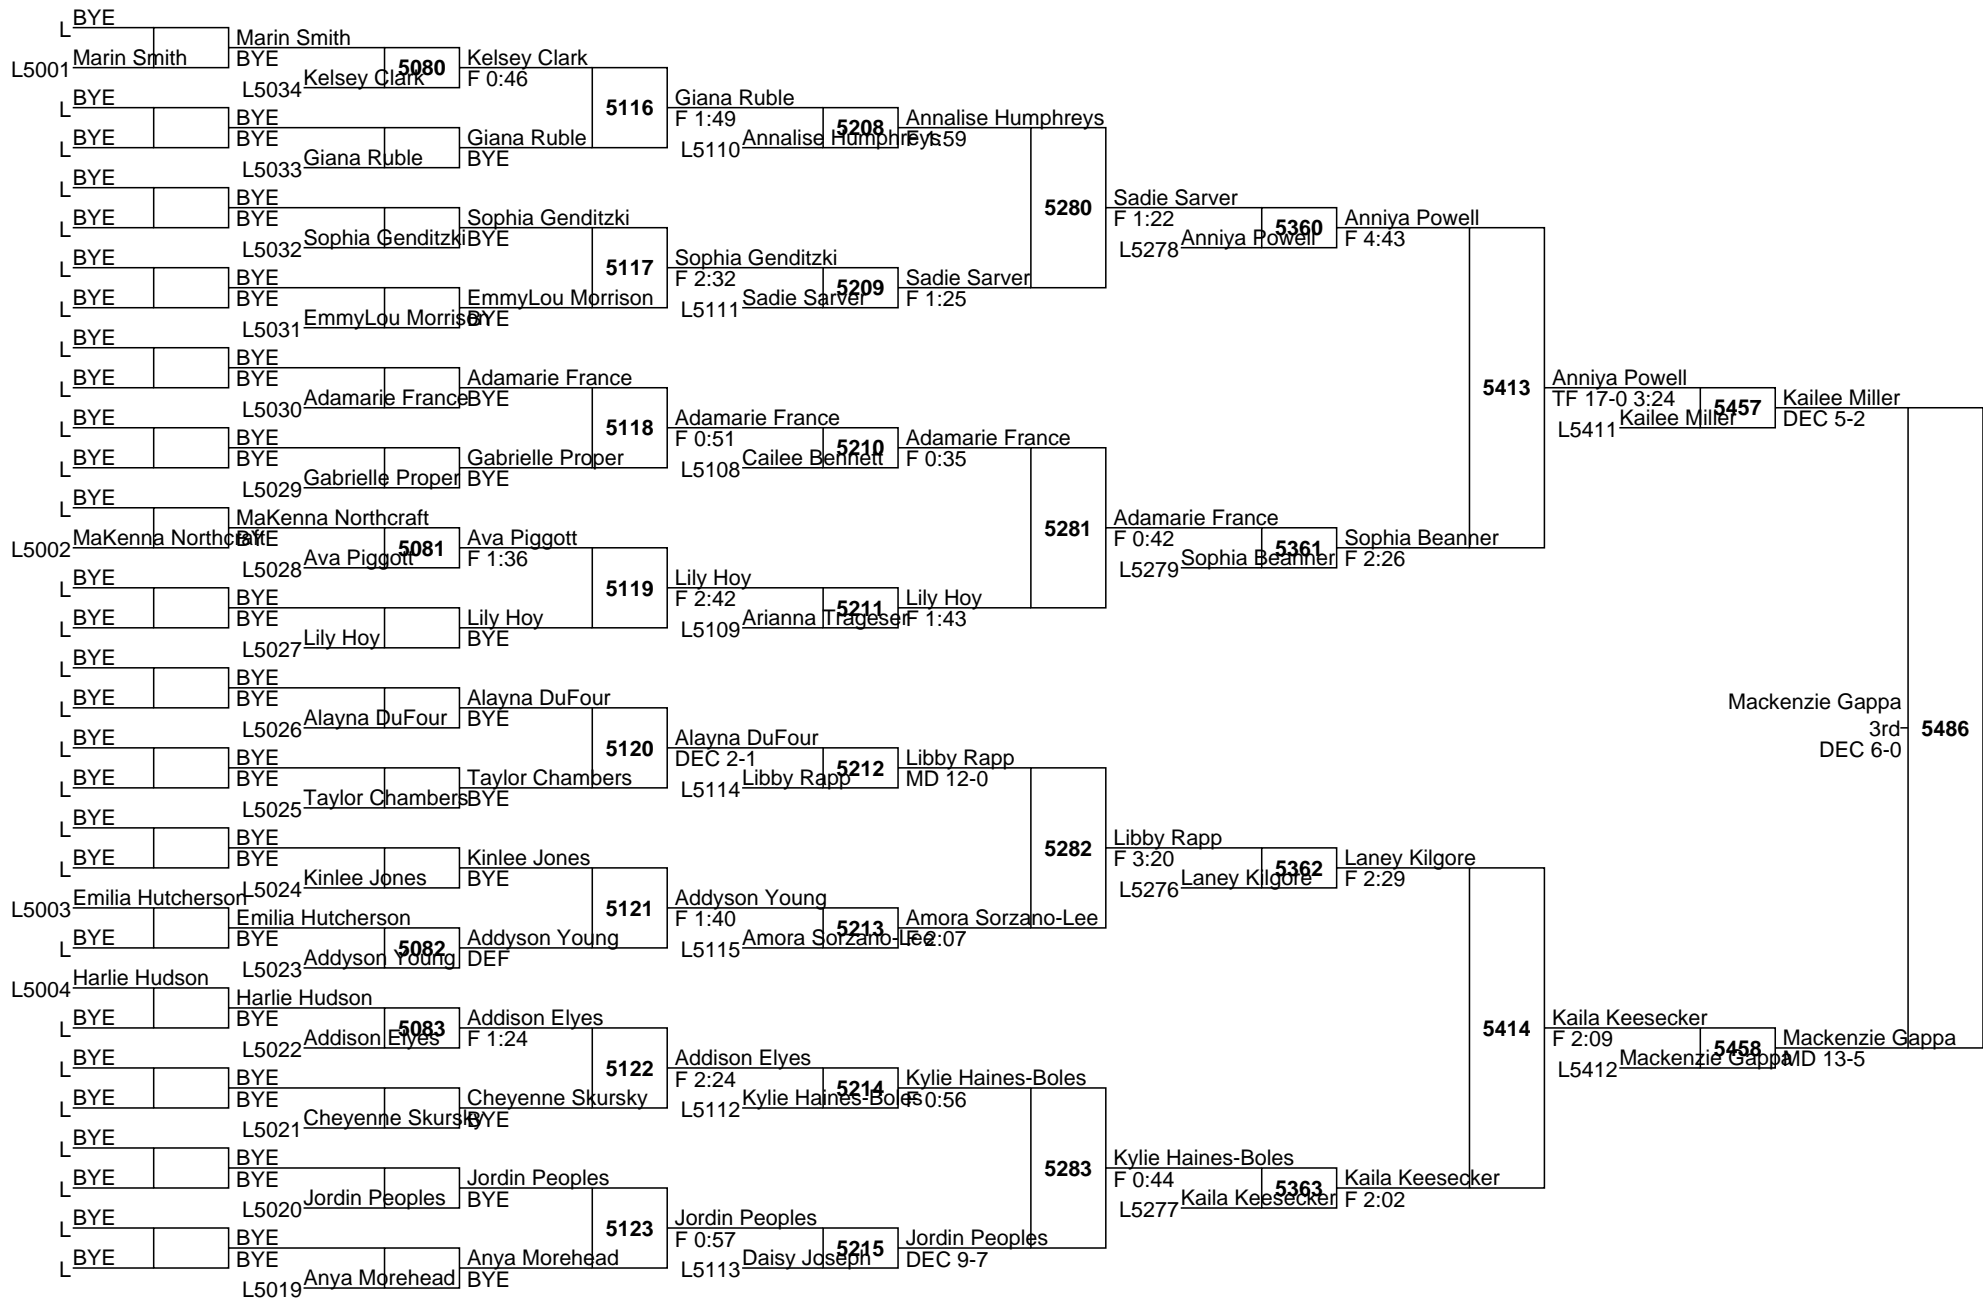 BYE
L
Marin Smith
L5001
Marin Smith
BYE
5080
Kelsey Clark
L5034
Kelsey Clark
F 0:46
BYE
L
BYE
L
BYE
BYE
Giana Ruble
L5033
Giana Ruble
BYE
5116
Giana Ruble
F 1:49
5208
Annalise Humphreys
L5110
Annalise Humphreys
F 1:59
BYE
L
BYE
L
BYE
BYE
Sophia Genditzki
L5032
Sophia Genditzki
BYE
BYE
L
BYE
L
BYE
BYE
EmmyLou Morrison
L5031
EmmyLou Morrison
BYE
5117
Sophia Genditzki
F 2:32
5209
Sadie Sarver
L5111
Sadie Sarver
F 1:25
5280
Sadie Sarver
F 1:22
5360
Anniya Powell
L5278
Anniya Powell
F 4:43
BYE
L
BYE
L
BYE
BYE
Adamarie France
L5030
Adamarie France
BYE
BYE
L
BYE
L
BYE
BYE
Gabrielle Proper
L5029
Gabrielle Proper
BYE
5118
Adamarie France
F 0:51
5210
Cailee Bennett
L5108
Adamarie France
F 0:35
BYE
L
MaKenna Northcraft
L5002
MaKenna Northcraft
BYE
5081
Ava Piggott
L5028
Ava Piggott
F 1:36
BYE
L
BYE
L
BYE
BYE
Lily Hoy
L5027
Lily Hoy
BYE
5119
Lily Hoy
F 2:42
5211
Arianna Trageser
L5109
Lily Hoy
F 1:43
5281
Adamarie France
F 0:42
5361
Sophia Beanner
L5279
Sophia Beanner
F 2:26
5413
Anniya Powell
TF 17-0 3:24
5457
Kailee Miller
L5411
Kailee Miller
DEC 5-2
BYE
L
BYE
L
BYE
BYE
Alayna DuFour
L5026
Alayna DuFour
BYE
BYE
L
BYE
L
BYE
BYE
Taylor Chambers
L5025
Taylor Chambers
BYE
5120
Alayna DuFour
DEC 2-1
5212
Libby Rapp
L5114
Libby Rapp
MD 12-0
BYE
L
BYE
L
BYE
BYE
Kinlee Jones
L5024
Kinlee Jones
BYE
Emilia Hutcherson
L5003
BYE
L
Emilia Hutcherson
BYE
5082
Addyson Young
L5023
Addyson Young
DEF
5121
Addyson Young
F 1:40
5213
Amora Sorzano-Lee
L5115
Amora Sorzano-Lee
F 2:07
5282
Libby Rapp
F 3:20
5362
Laney Kilgore
L5276
Laney Kilgore
F 2:29
Harlie Hudson
L5004
BYE
L
Harlie Hudson
BYE
5083
Addison Elyes
L5022
Addison Elyes
F 1:24
BYE
L
BYE
L
BYE
BYE
Cheyenne Skursky
L5021
Cheyenne Skursky
BYE
5122
Addison Elyes
F 2:24
5214
Kylie Haines-Boles
L5112
Kylie Haines-Boles
F 0:56
BYE
L
BYE
L
BYE
BYE
Jordin Peoples
L5020
Jordin Peoples
BYE
BYE
L
BYE
L
BYE
BYE
Anya Morehead
L5019
Anya Morehead
BYE
5123
Jordin Peoples
F 0:57
5215
Daisy Joseph
L5113
Jordin Peoples
DEC 9-7
5283
Kylie Haines-Boles
F 0:44
5363
Kaila Keesecker
L5277
Kaila Keesecker
F 2:02
5414
Kaila Keesecker
F 2:09
5458
Mackenzie Gappa
L5412
Mackenzie Gappa
MD 13-5
Mackenzie Gappa
3rd
DEC 6-0
5486